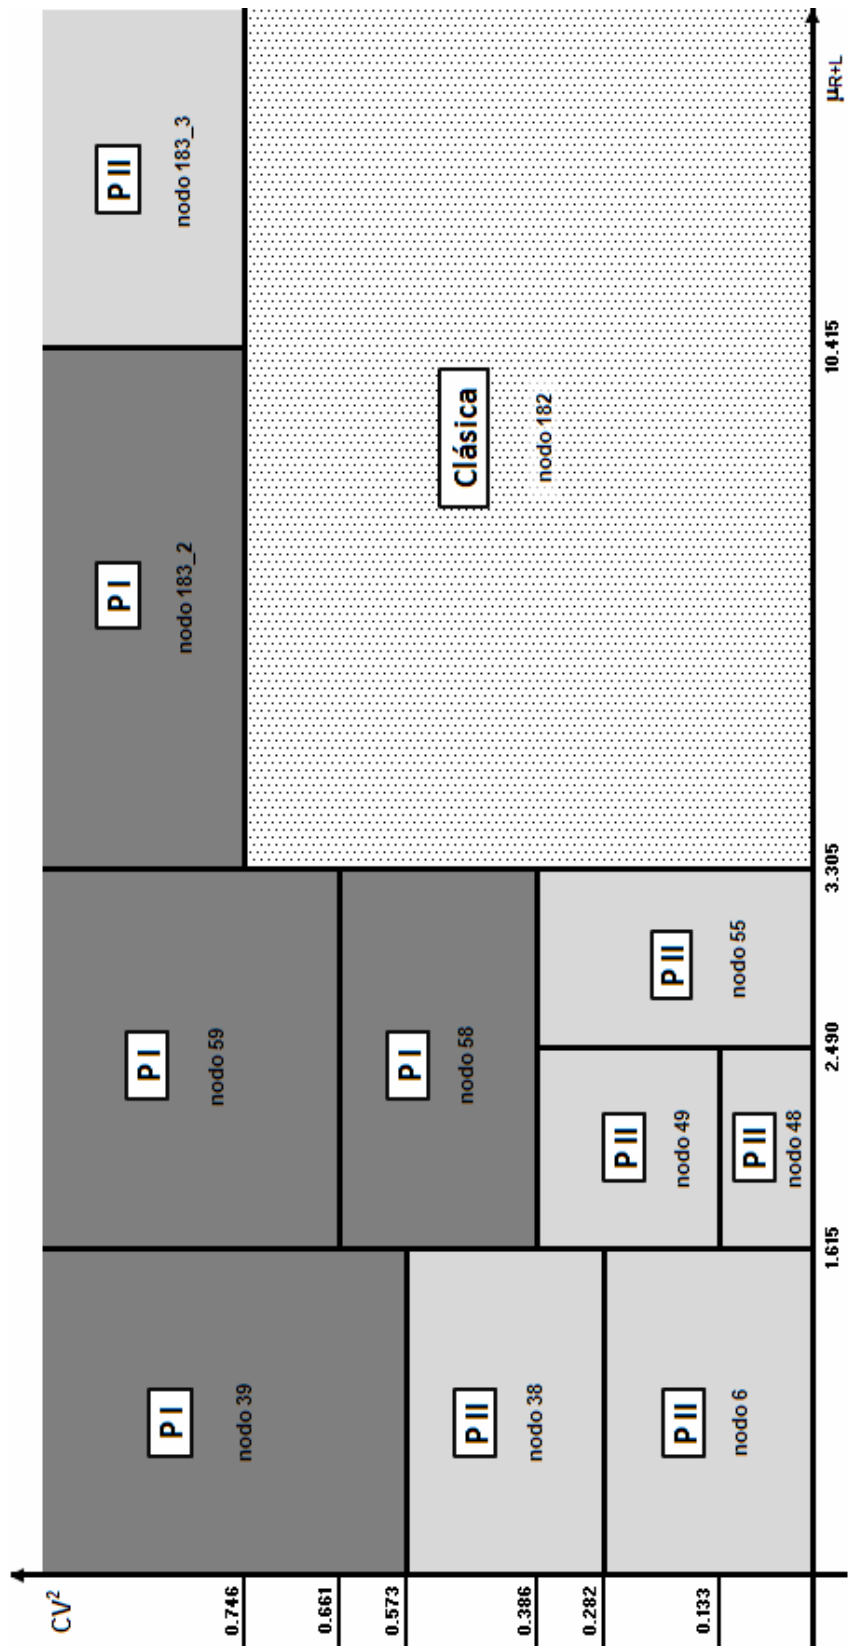 CV²
0.746
0.661
0.573
0.386
0.282
0.133
P I
nodo 39
P II
nodo 38
P II
nodo 6
P I
nodo 59
P I
nodo 58
P II
nodo 49
P II
nodo 48
P II
nodo 55
P I
nodo 183_2
P II
nodo 183_3
Clásica
nodo 182
1.615
2.490
3.305
10.415
μR+L